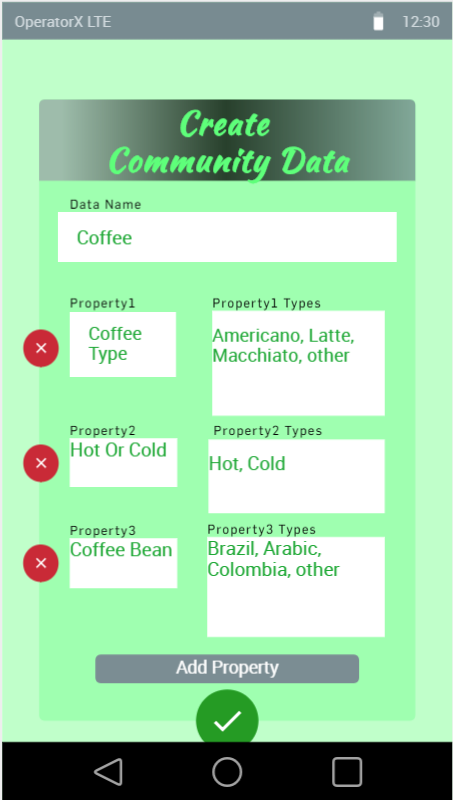 OperatorX LTE 12:30
Create
Community Data
Data Name
Coffee
Property1 Property1 Types
Coffee
Type
Americano, Latte,
Macchiato, other
Property2 Property2 Types
Hot Or Cold
Hot, Cold
Property3 Property3 Types
Coffee Bean
Brazil, Arabic,
Colombia, other
Add Property